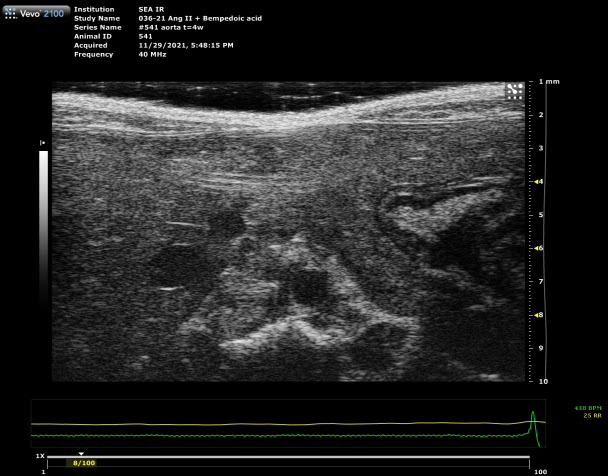 Vevo 2100
Institution SEA IR
Study Name 036-21 Ang II + Bempedoic acid
Series Name #541 aorta t=4w
Animal ID 541
Acquired 11/29/2021, 5:48:15 PM
Frequency 40 MHz
1 mm
2
3
4
5
6
7
8
9
10
418 BPM
25 RR
1X
8/100
1
100